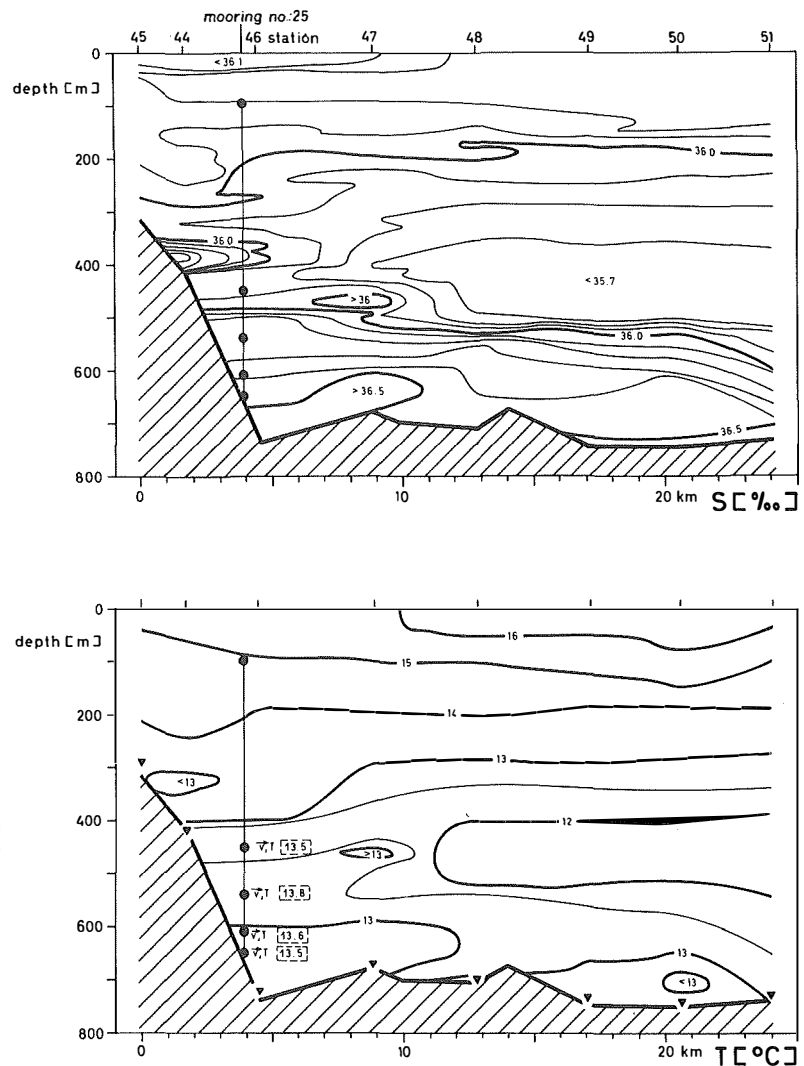 mooring no.:25
45 44 46 station 47 48 49 50 51
depth [m]
0
200
400
600
800
<36.1
36.0
36.0
<35.7
>36
36.0
>36.5
36.5
0 10 20 km S[‰]
depth [m]
0
200
400
600
800
16
15
14
13
<13
12
v,T 13.5
>13
v,T 13.8
13
v,T 13.6
v,T 13.5
13
<13
0 10 20 km T[°C]